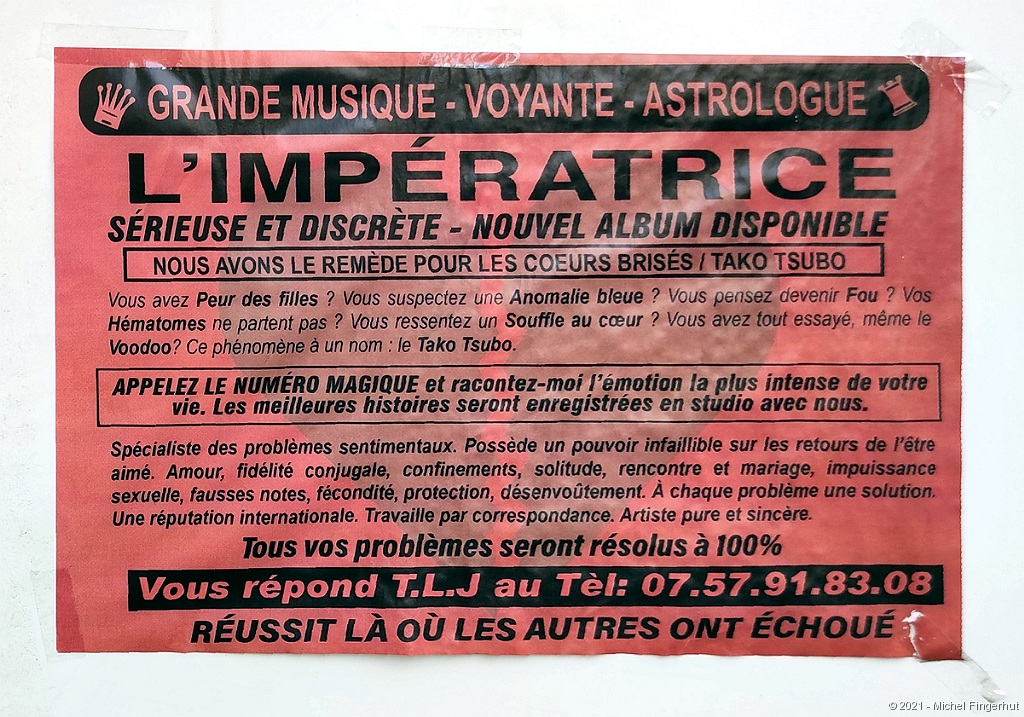 GRANDE MUSIQUE - VOYANTE - ASTROLOGUE
L'IMPÉRATRICE
SÉRIEUSE ET DISCRÈTE - NOUVEL ALBUM DISPONIBLE
NOUS AVONS LE REMÈDE POUR LES COEURS BRISÉS / TAKO TSUBO
Vous avez Peur des filles ? Vous suspectez une Anomalie bleue ? Vous pensez devenir Fou ? Vos
Hématomes ne partent pas ? Vous ressentez un Souffle au cœur ? Vous avez tout essayé, même le
Voodoo? Ce phénomène à un nom : le Tako Tsubo.
APPELEZ LE NUMÉRO MAGIQUE et racontez-moi l'émotion la plus intense de votre
vie. Les meilleures histoires seront enregistrées en studio avec nous.
Spécialiste des problèmes sentimentaux. Possède un pouvoir infaillible sur les retours de l'être
aimé. Amour, fidélité conjugale, confinements, solitude, rencontre et mariage, impuissance
sexuelle, fausses notes, fécondité, protection, désenvoûtement. À chaque problème une solution.
Une réputation internationale. Travaille par correspondance. Artiste pure et sincère.
Tous vos problèmes seront résolus à 100%
Vous répond T.L.J au Tèl: 07.57.91.83.08
RÉUSSIT LÀ OÙ LES AUTRES ONT ÉCHOUÉ
© 2021 - Michel Fingerhut